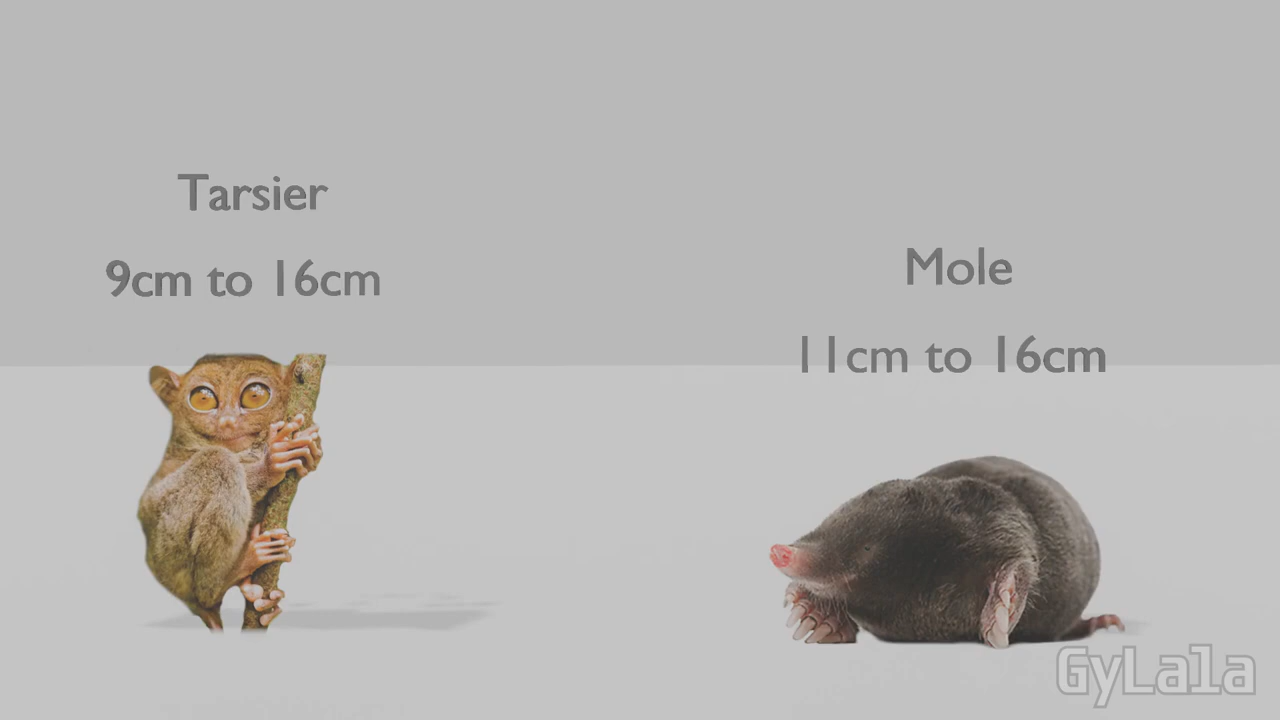 Tarsier
9cm to 16cm
Mole
11cm to 16cm
GyLala